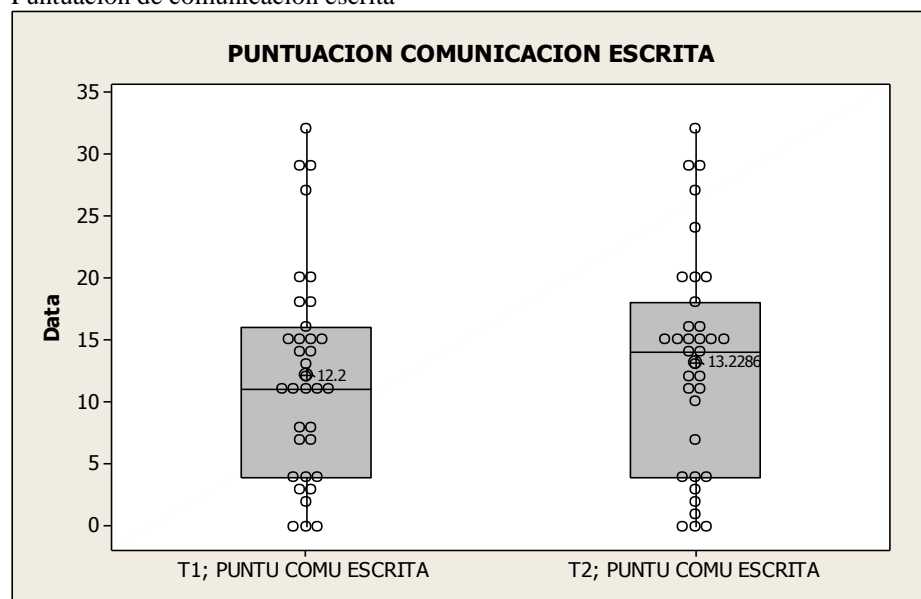 Puntuación de comunicación escrita
PUNTUACION COMUNICACION ESCRITA
35
30
25
20
15
10
5
0
Data
12.2
13.2286
T1; PUNTU COMU ESCRITA
T2; PUNTU COMU ESCRITA